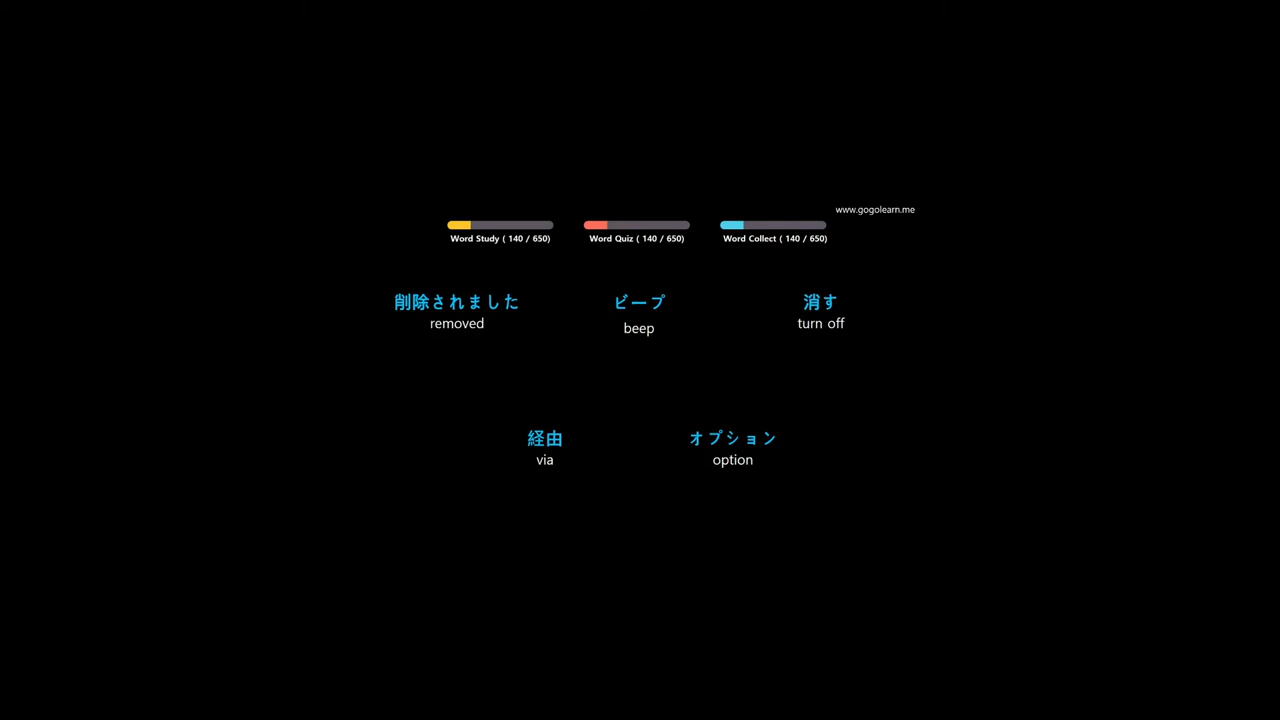 www.gogolearn.me
Word Study ( 140 / 650)
Word Quiz ( 140 / 650)
Word Collect ( 140 / 650)
削除されました
removed
ビープ
beep
消す
turn off
経由
via
オプション
option